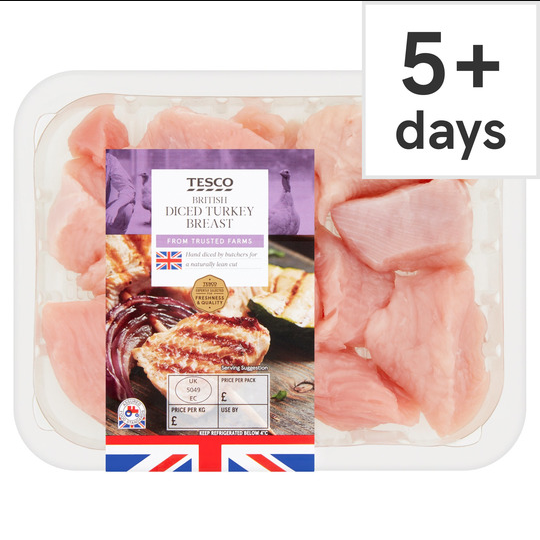 5+
days
TESCO
BRITISH
DICED TURKEY
BREAST
FROM TRUSTED FARMS
Hand diced by butchers for
a naturally lean cut
TESCO
FRESHNESS
& QUALITY
Serving Suggestion
UK
5049
EC
PRICE PER PACK
£
PRICE PER KG
£
USE BY
KEEP REFRIGERATED BELOW 4°C